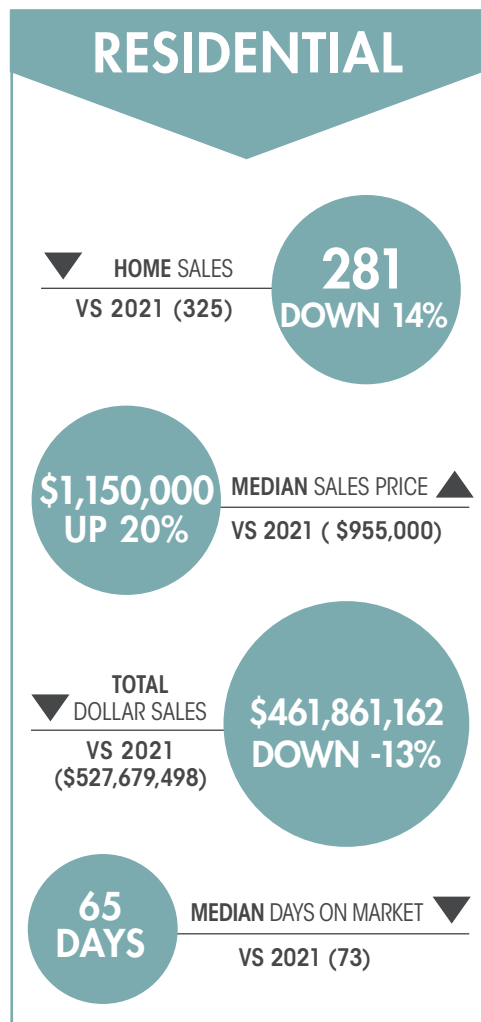 RESIDENTIAL
HOME SALES
VS 2021 (325)
281
DOWN 14%
$1,150,000
UP 20%
MEDIAN SALES PRICE
VS 2021 ( $955,000)
TOTAL
DOLLAR SALES
VS 2021
($527,679,498)
$461,861,162
DOWN -13%
65
DAYS
MEDIAN DAYS ON MARKET
VS 2021 (73)